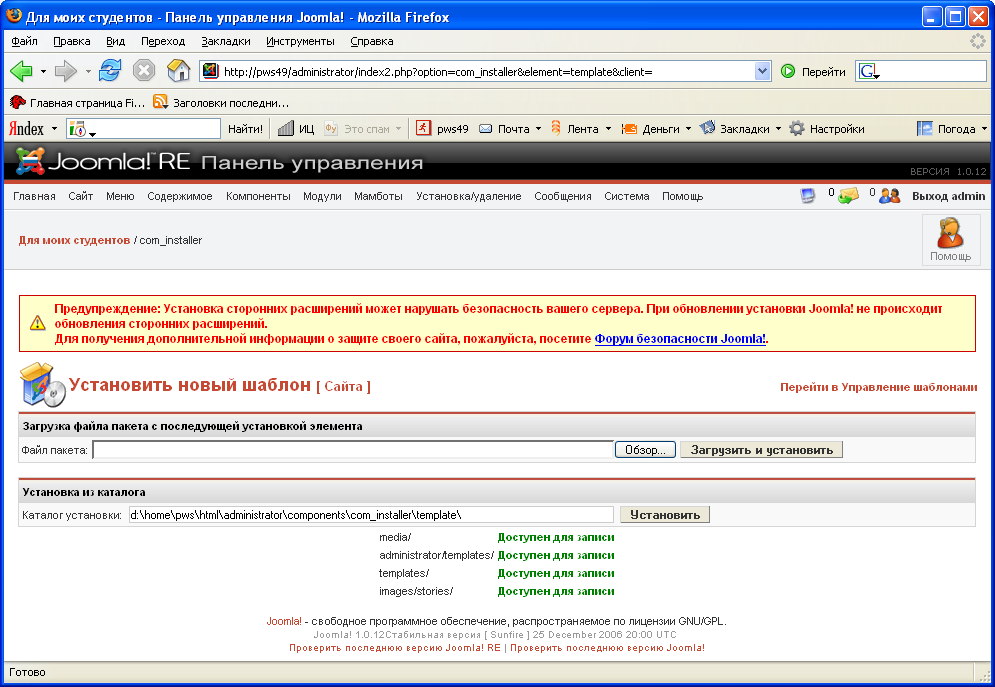 Для моих студентов - Панель управления Joomla! - Mozilla Firefox
Файл Правка Вид Переход Закладки Инструменты Справка
http://pws49/administrator/index2.php?option=com_installer&element=template&client= Перейти
Главная страница Fi... Заголовки последни...
Яndex Найти! ИЦ Это спам pws49 Почта Лента Деньги Закладки Настройки Погода
Joomla!™ RE Панель управления
ВЕРСИЯ 1.0.12
Главная Сайт Меню Содержимое Компоненты Модули Мамботы Установка/удаление Сообщения Система Помощь 0 0 Выход admin
Для моих студентов / com_installer
Помощь
Предупреждение: Установка сторонних расширений может нарушать безопасность вашего сервера. При обновлении установки Joomla! не происходит
обновления сторонних расширений.
Для получения дополнительной информации о защите своего сайта, пожалуйста, посетите Форум безопасности Joomla!.
Установить новый шаблон [ Сайта ] Перейти в Управление шаблонами
Загрузка файла пакета с последующей установкой элемента
Файл пакета: Обзор... Загрузить и установить
Установка из каталога
Каталог установки: d:\home\pws\html\administrator\components\com_installer\template\ Установить
media/ Доступен для записи
administrator/templates/ Доступен для записи
templates/ Доступен для записи
images/stories/ Доступен для записи
Joomla! - свободное программное обеспечение, распространяемое по лицензии GNU/GPL.
Joomla! 1.0.12Стабильная версия [ Sunfire ] 25 December 2006 20:00 UTC
Проверить последнюю версию Joomla! RE | Проверить последнюю версию Joomla!
Готово